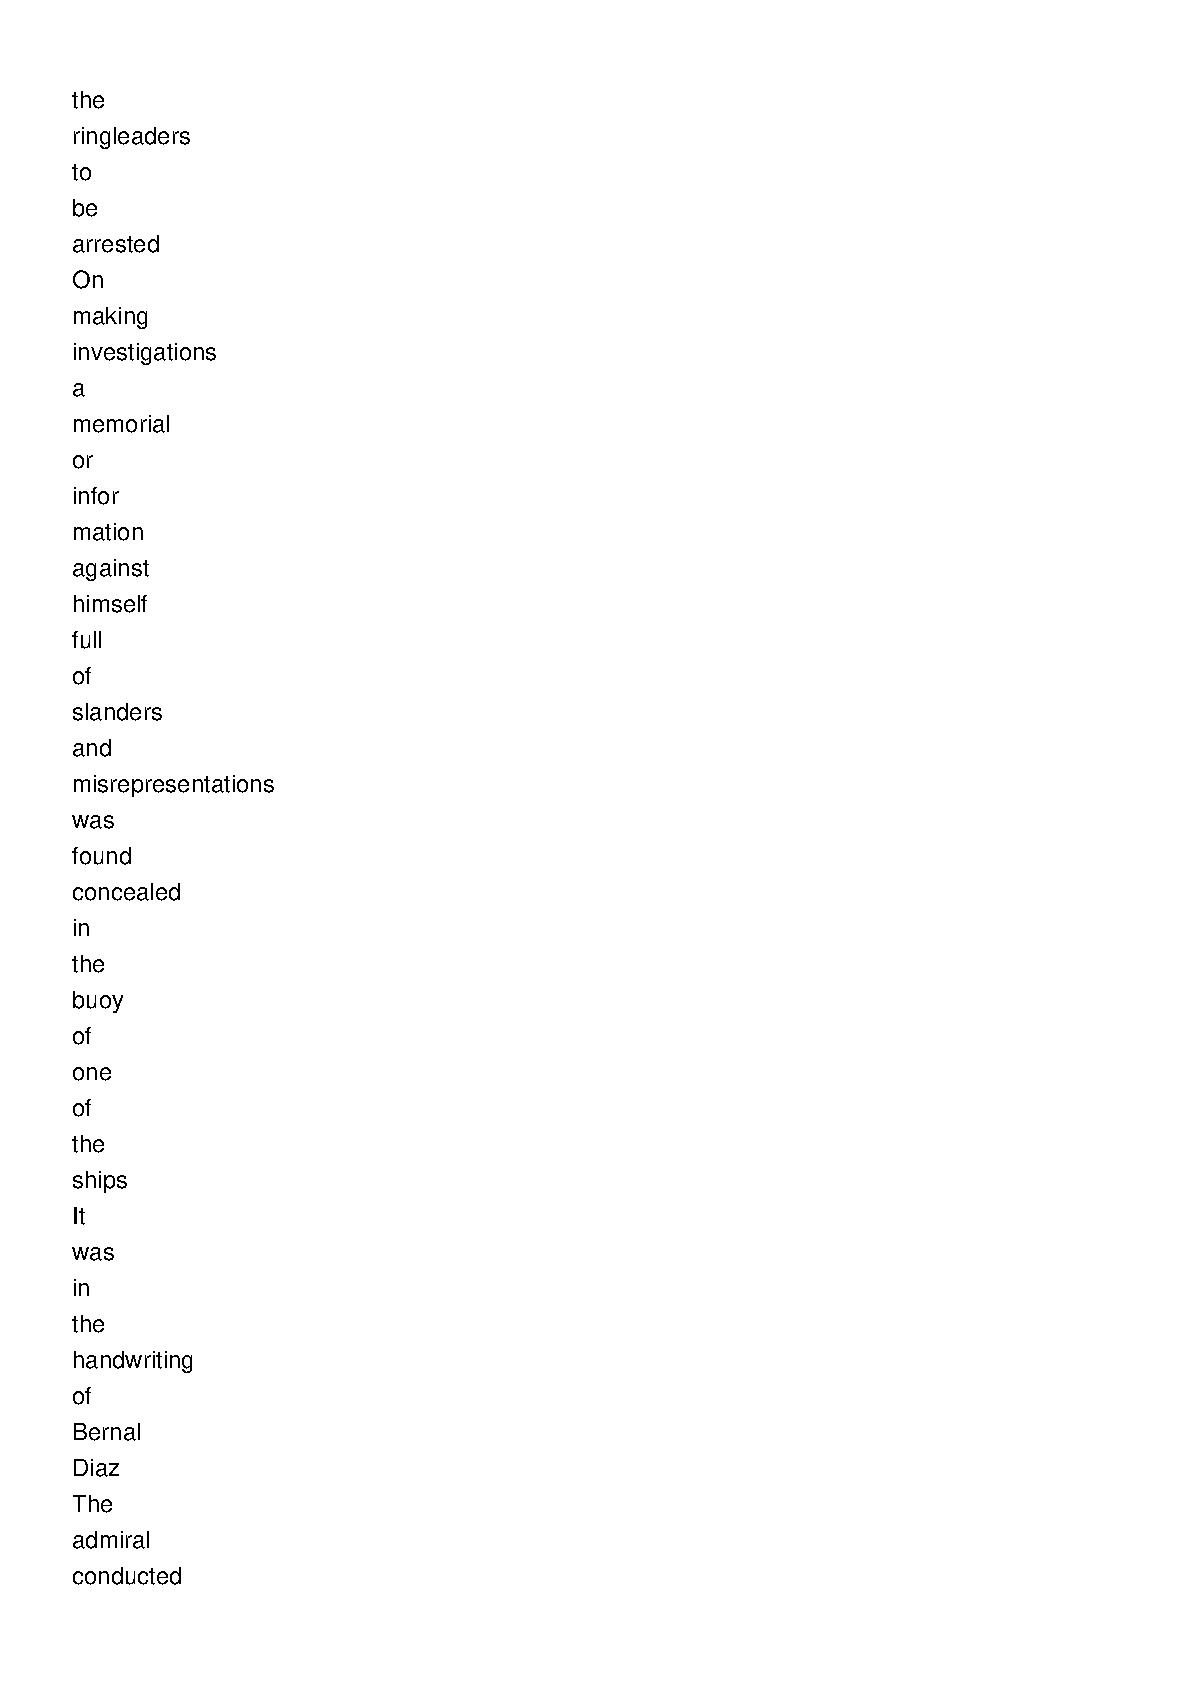 the
ringleaders
to
be
arrested
On
making
investigations
a
memorial
or
infor
mation
against
himself
full
of
slanders
and
misrepresentations
was
found
concealed
in
the
buoy
of
one
of
the
ships
It
was
in
the
handwriting
of
Bernal
Diaz
The
admiral
conducted